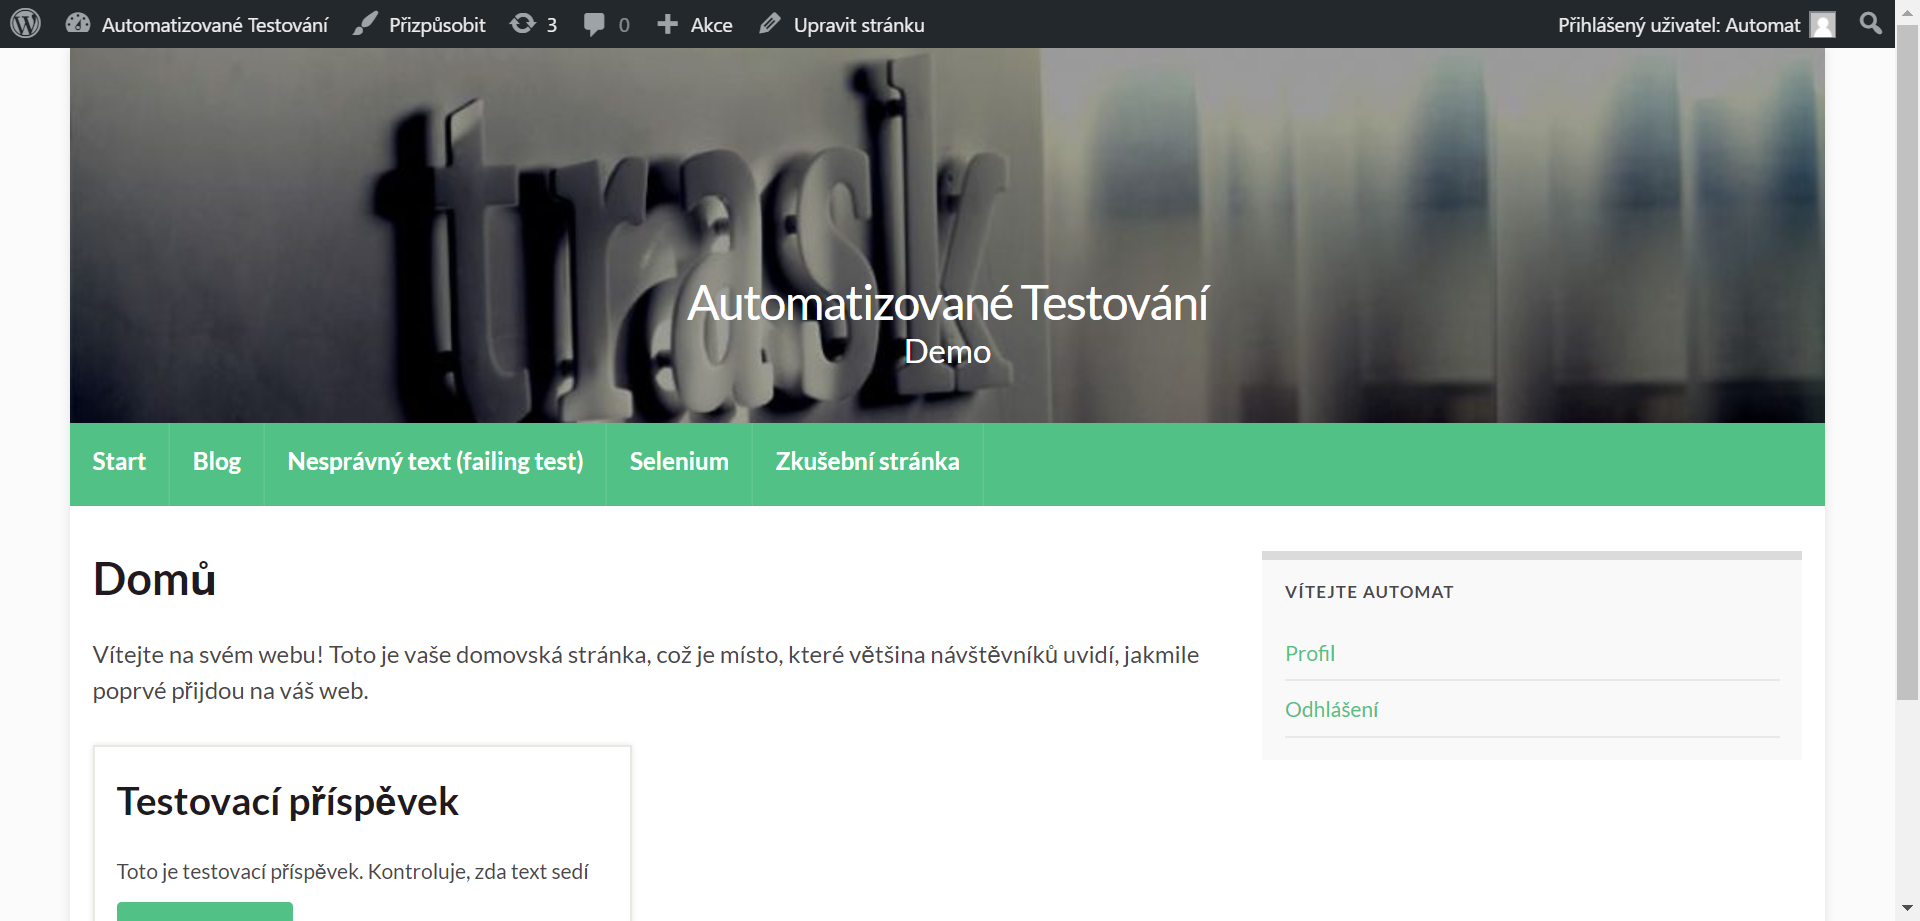 Automatizované Testování Přizpůsobit 3 0 Akce Upravit stránku Přihlášený uživatel: Automat
trask
Automatizované Testování
Demo
Start Blog Nesprávný text (failing test) Selenium Zkušební stránka
Domů
Vítejte na svém webu! Toto je vaše domovská stránka, což je místo, které většina návštěvníků uvidí, jakmile
poprvé přijdou na váš web.
Testovací příspěvek
Toto je testovací příspěvek. Kontroluje, zda text sedí
VÍTEJTE AUTOMAT
Profil
Odhlášení